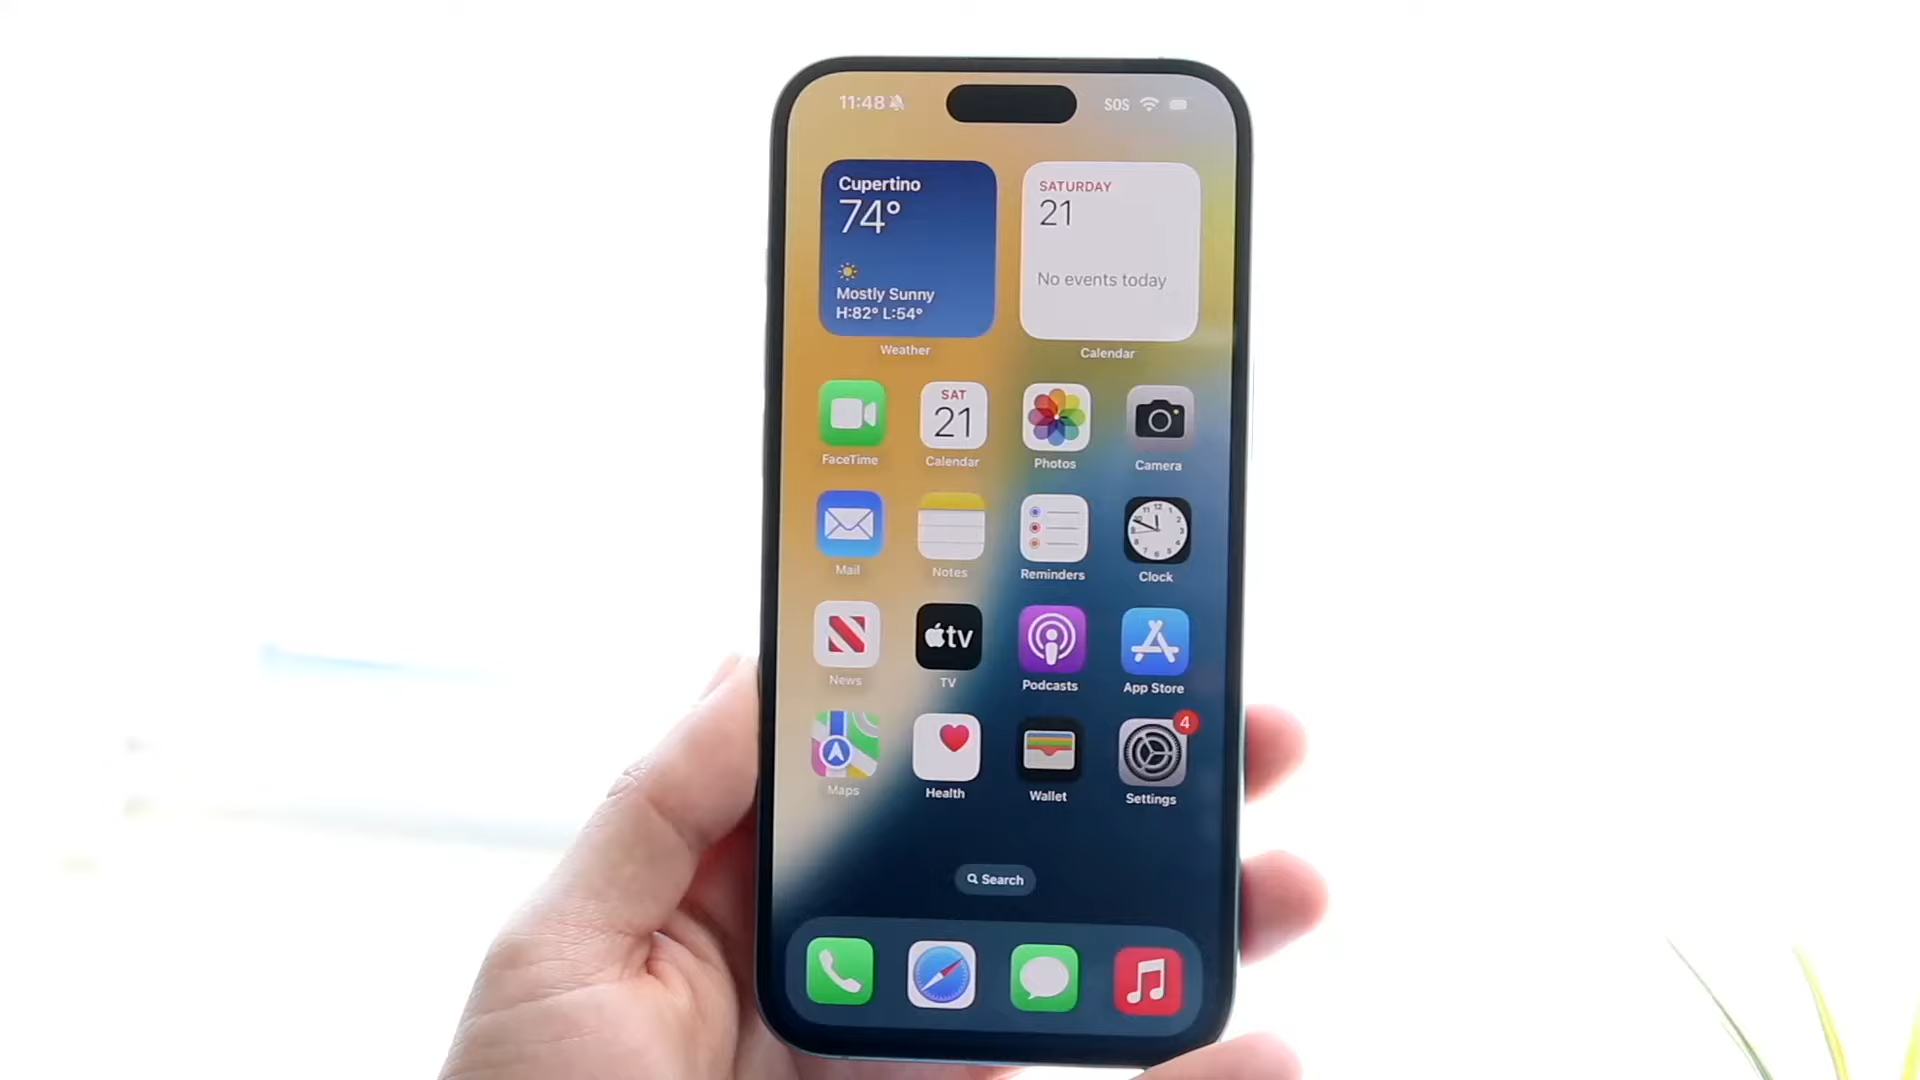 11:48
SOS
Cupertino
74°
Mostly Sunny
H:82° L:54°
Weather
SATURDAY
21
No events today
Calendar
FaceTime
SAT
21
Calendar
Photos
Camera
Mail
Notes
Reminders
Clock
News
tv
TV
Podcasts
App Store
Maps
Health
Wallet
4
Settings
Search